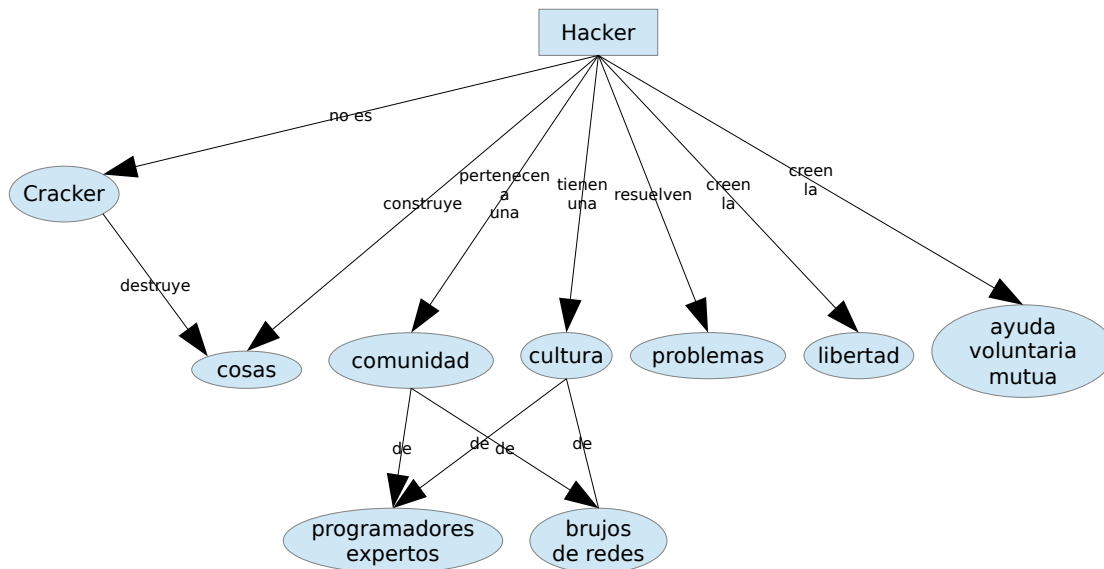 Hacker
no es
creen
la
pertenecen
a
una
tienen
una
creen
la
Cracker
construye
resuelven
destruye
cosas
comunidad
cultura
problemas
libertad
ayuda
voluntaria
mutua
de
de
de
de
programadores
expertos
brujos
de redes